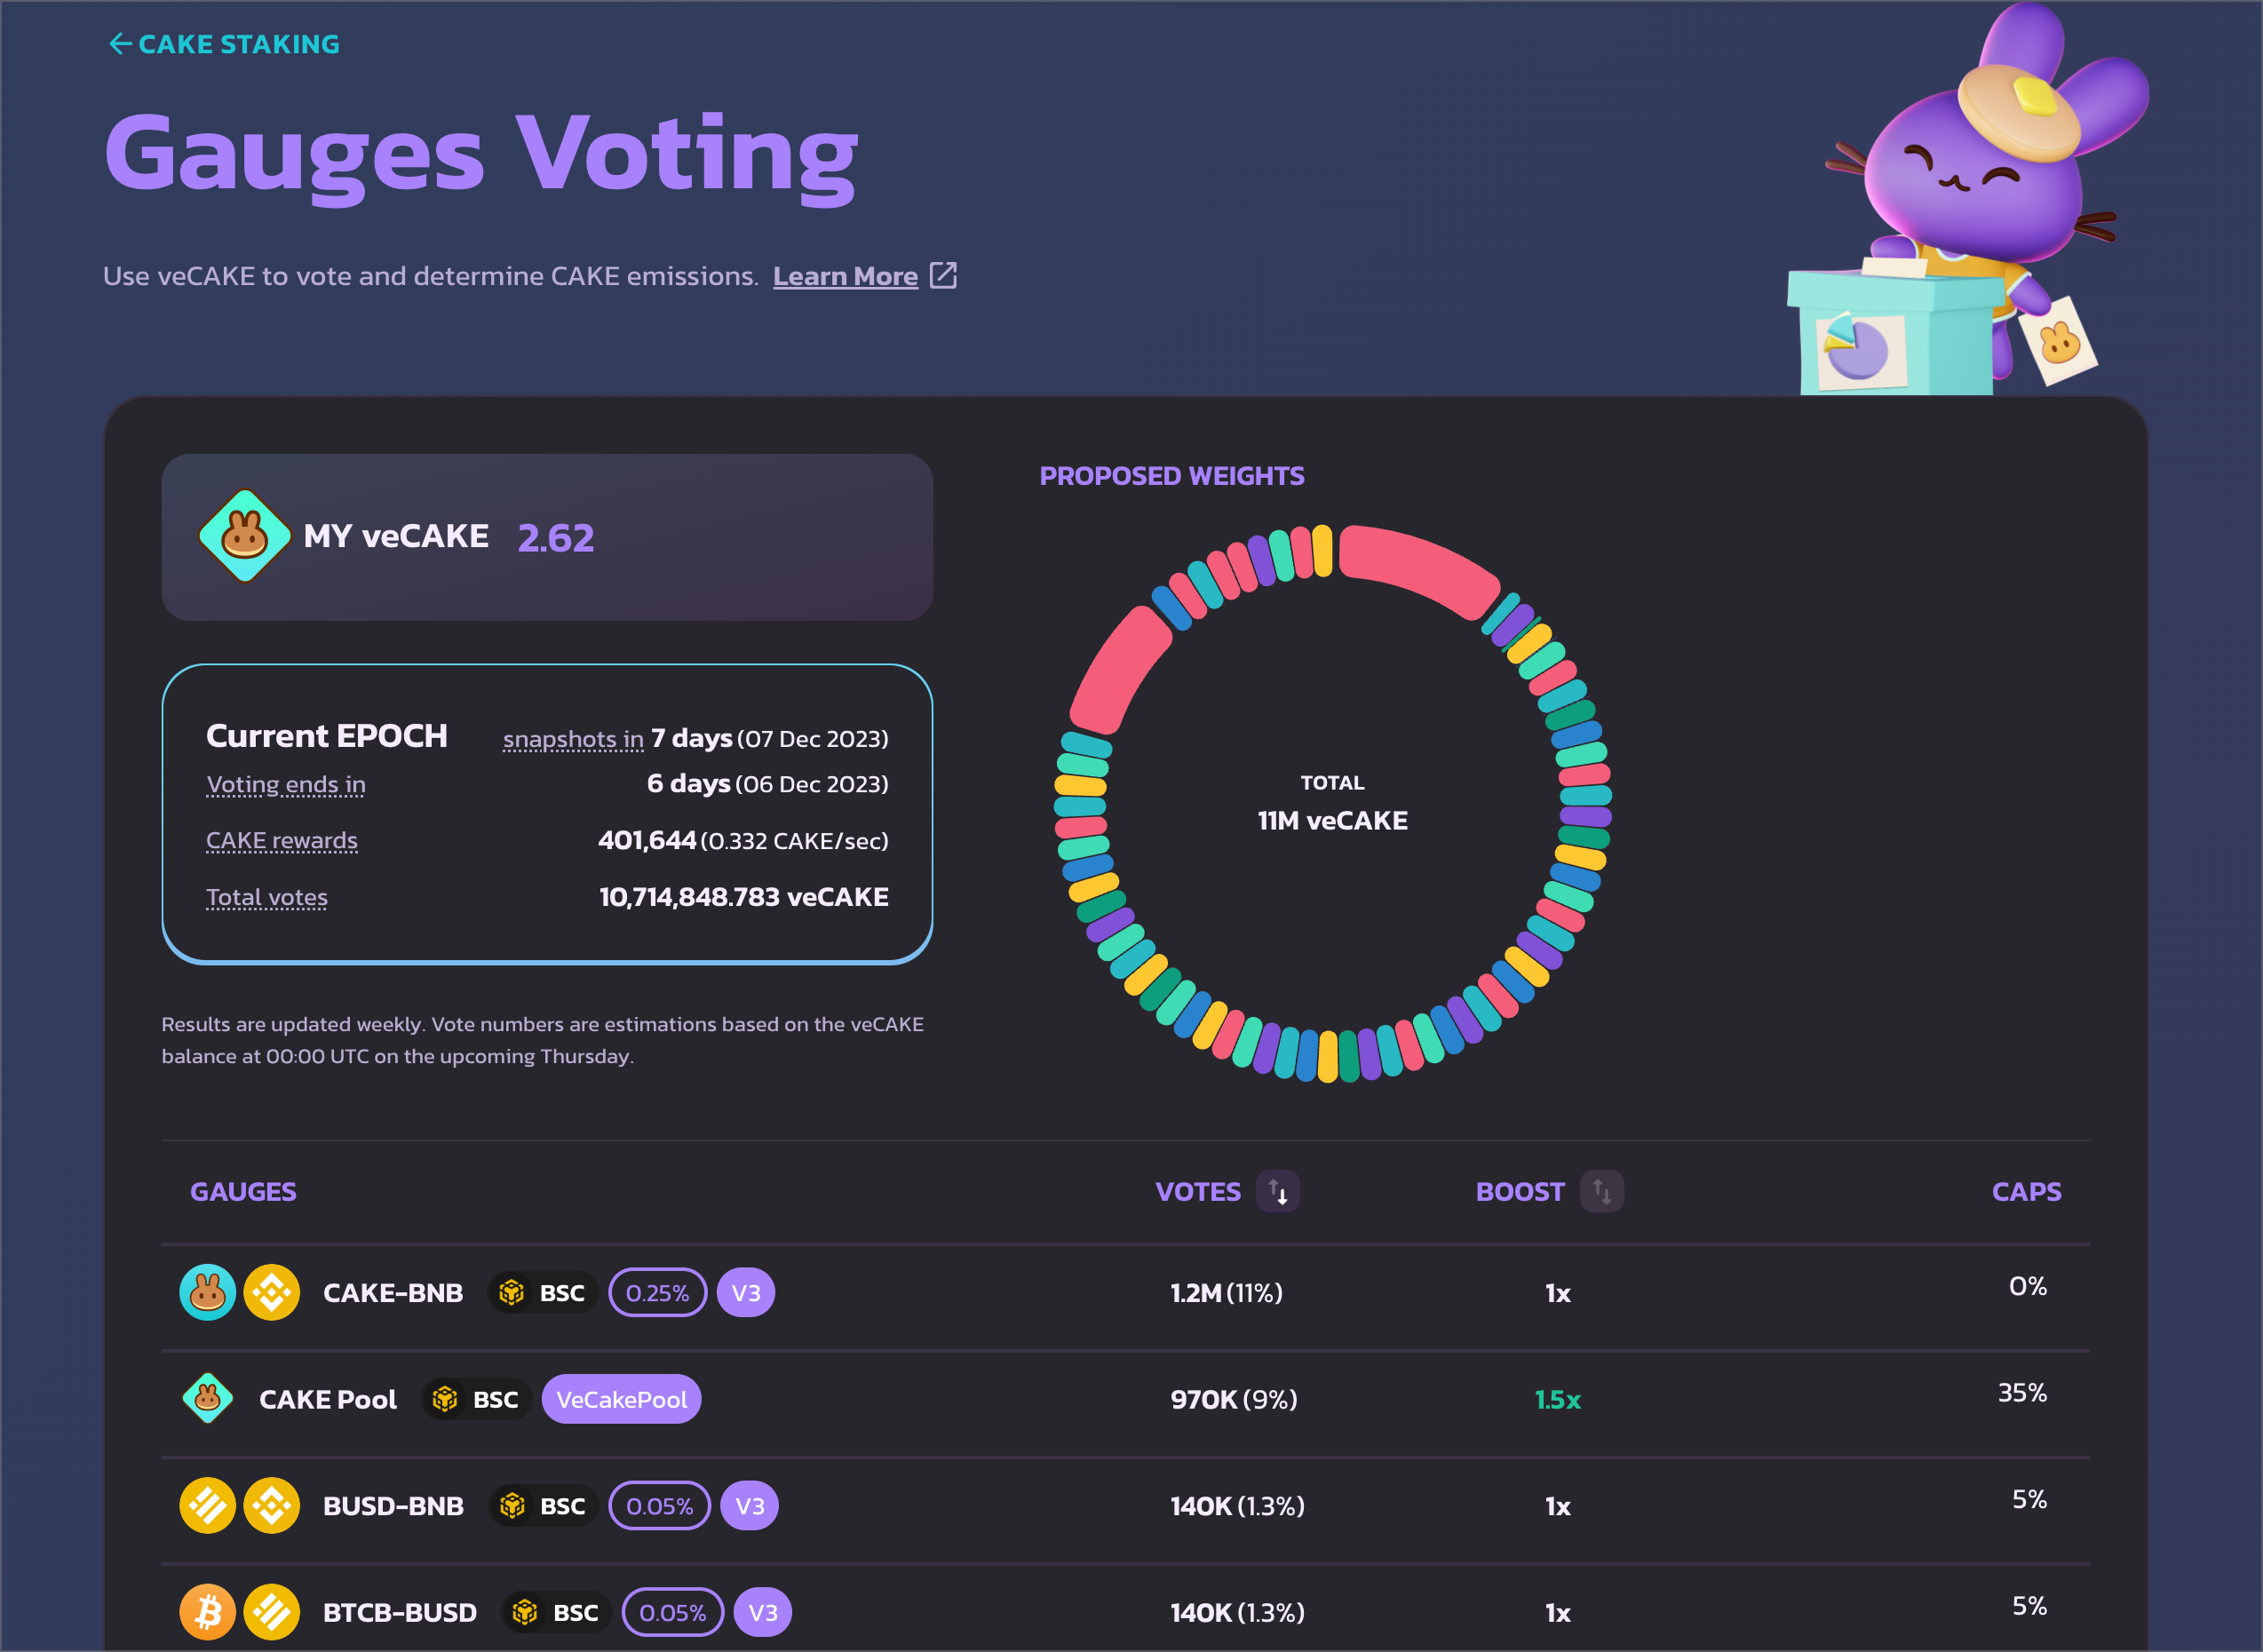 CAKE STAKING
Gauges Voting
Use veCAKE to vote and determine CAKE emissions. Learn More
MY veCAKE 2.62
Current EPOCH snapshots in 7 days (07 Dec 2023)
Voting ends in 6 days (06 Dec 2023)
CAKE rewards 401,644 (0.332 CAKE/sec)
Total votes 10,714,848.783 veCAKE
Results are updated weekly. Vote numbers are estimations based on the veCAKE
balance at 00:00 UTC on the upcoming Thursday.
PROPOSED WEIGHTS
TOTAL
11M veCAKE
GAUGES VOTES BOOST CAPS
CAKE-BNB BSC 0.25% V3 1.2M (11%) 1x 0%
CAKE Pool BSC VeCakePool 970K (9%) 1.5x 35%
BUSD-BNB BSC 0.05% V3 140K (1.3%) 1x 5%
BTCB-BUSD BSC 0.05% V3 140K (1.3%) 1x 5%